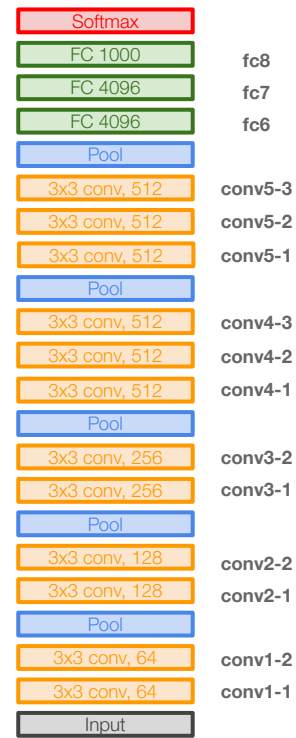 Softmax
FC 1000 fc8
FC 4096 fc7
FC 4096 fc6
Pool
3x3 conv, 512 conv5-3
3x3 conv, 512 conv5-2
3x3 conv, 512 conv5-1
Pool
3x3 conv, 512 conv4-3
3x3 conv, 512 conv4-2
3x3 conv, 512 conv4-1
Pool
3x3 conv, 256 conv3-2
3x3 conv, 256 conv3-1
Pool
3x3 conv, 128 conv2-2
3x3 conv, 128 conv2-1
Pool
3x3 conv, 64 conv1-2
3x3 conv, 64 conv1-1
Input